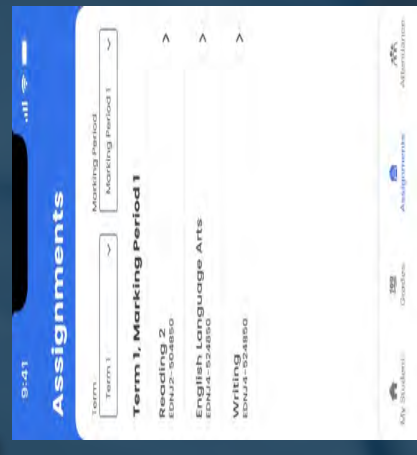 9:41
Assignments
Term
Marking Period
Term 1
Marking Period 1
Term 1, Marking Period 1
Reading 2
EDNJ2-504850
English Language Arts
EDNJ4-524850
Writing
EDNJ4-524850
My Student
Grades
Assignments
Attendance